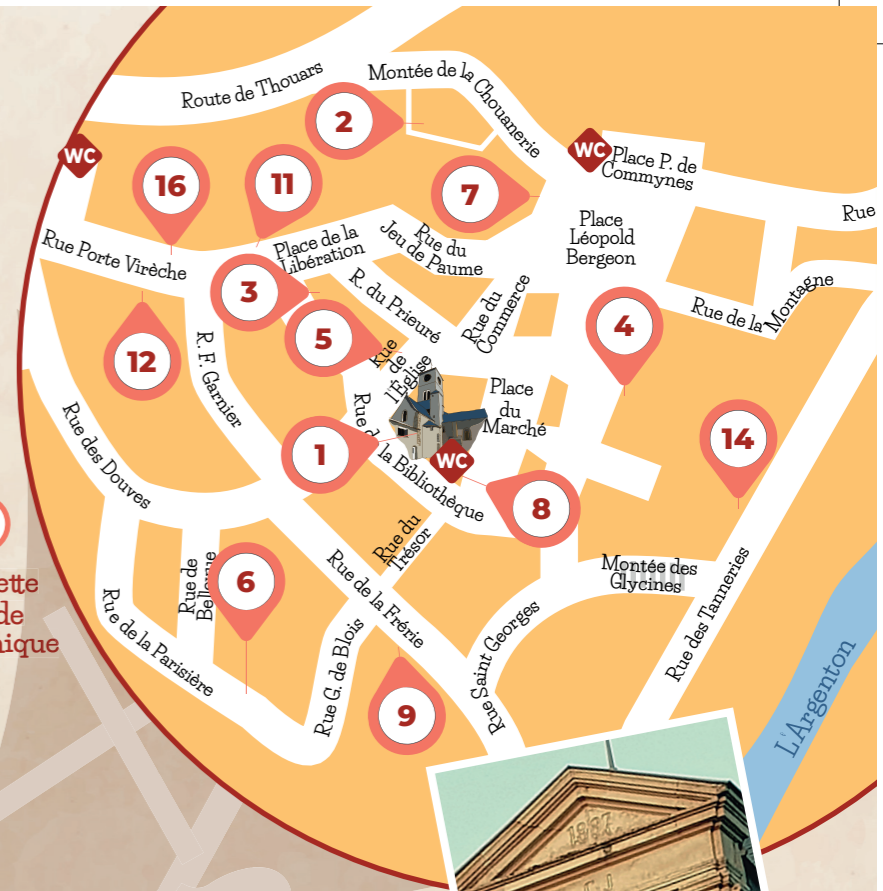 Route de Thouars
Montée de la Chouanerie
2
WC
WC
Place P. de
Commynes
16
11
7
Rue
Place
Léopold
Bergeon
Rue Porte Virèche
Place de la
Libération
Rue du
Jeu de Paume
3
R. du Prieuré
Rue du
Commerce
4
Rue de la Montagne
5
12
R. F. Garnier
Rue
de
l'Église
Place
du
Marché
14
Rue des Douves
1
Rue de la Bibliothèque
WC
8
Rue du
Trésor
ette
de
nique
Rue de
Bellevue
6
Rue de la Frérie
Montée des
Glycines
Rue de la Parisière
Rue G. de Blois
Rue Saint Georges
Rue des Tanneries
9
L'Argenton
1887